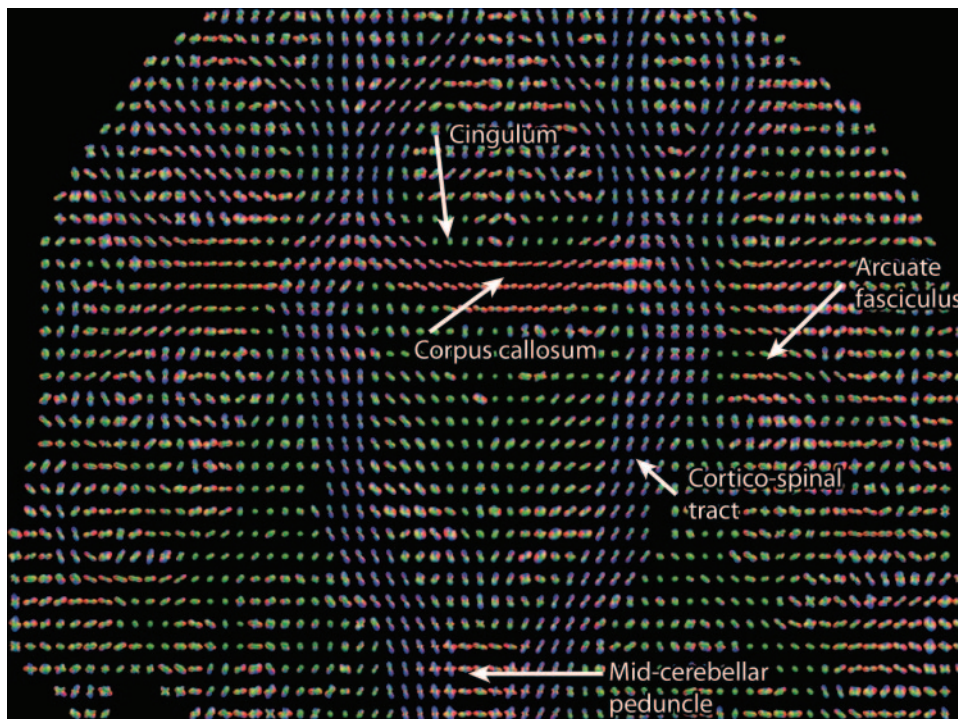 Cingulum
Arcuate
fasciculus
Corpus callosum
Cortico-spinal
tract
Mid-cerebellar
peduncle